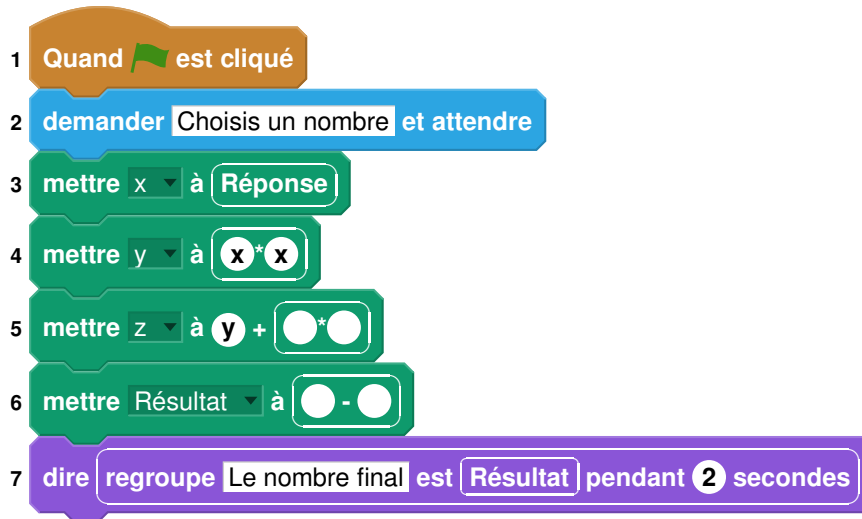 1 Quand est cliqué
2 demander Choisis un nombre et attendre
3 mettre x à Réponse
4 mettre y à x * x
5 mettre z à y + *
6 mettre Résultat à -
7 dire regroupe Le nombre final est Résultat pendant 2 secondes